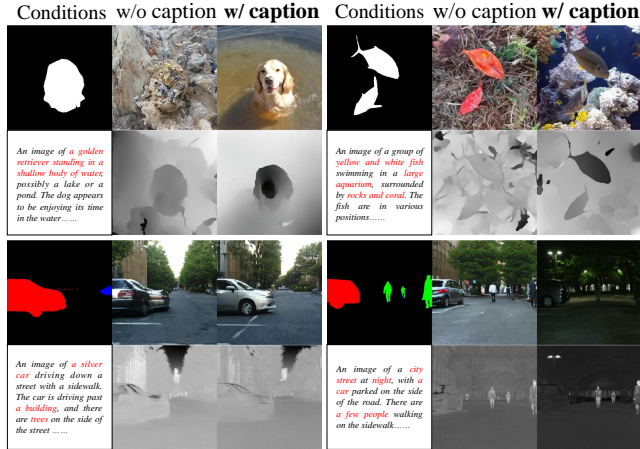 Conditions w/o caption w/ caption Conditions w/o caption w/ caption
An image of a golden
retriever standing in a
shallow body of water,
possibly a lake or a
pond. The dog appears
to be enjoying its time
in the water……
An image of a group of
yellow and white fish
swimming in a large
aquarium, surrounded
by rocks and coral. The
fish are in various
positions……
An image of a silver
car driving down a
street with a sidewalk.
The car is driving past
a building, and there
are trees on the side of
the street ……
An image of a city
street at night, with a
car parked on the side
of the road. There are
a few people walking
on the sidewalk……